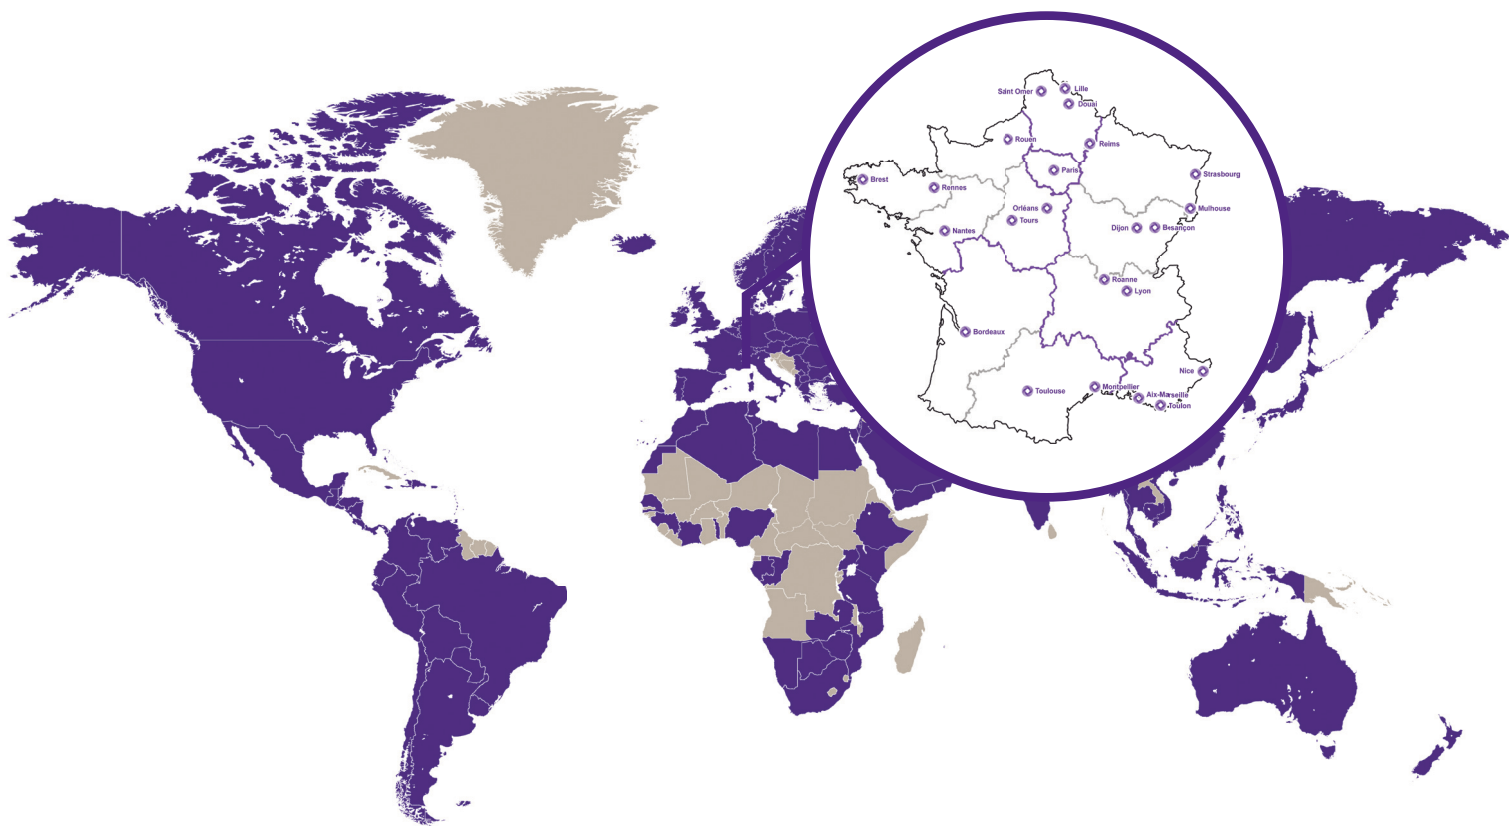 Saint Omer
Lille
Douai
Rouen
Reims
Paris
Strasbourg
Brest
Rennes
Orléans
Mulhouse
Tours
Nantes
Dijon
Besançon
Roanne
Lyon
Bordeaux
Nice
Toulouse
Montpellier
Aix-Marseille
Toulon